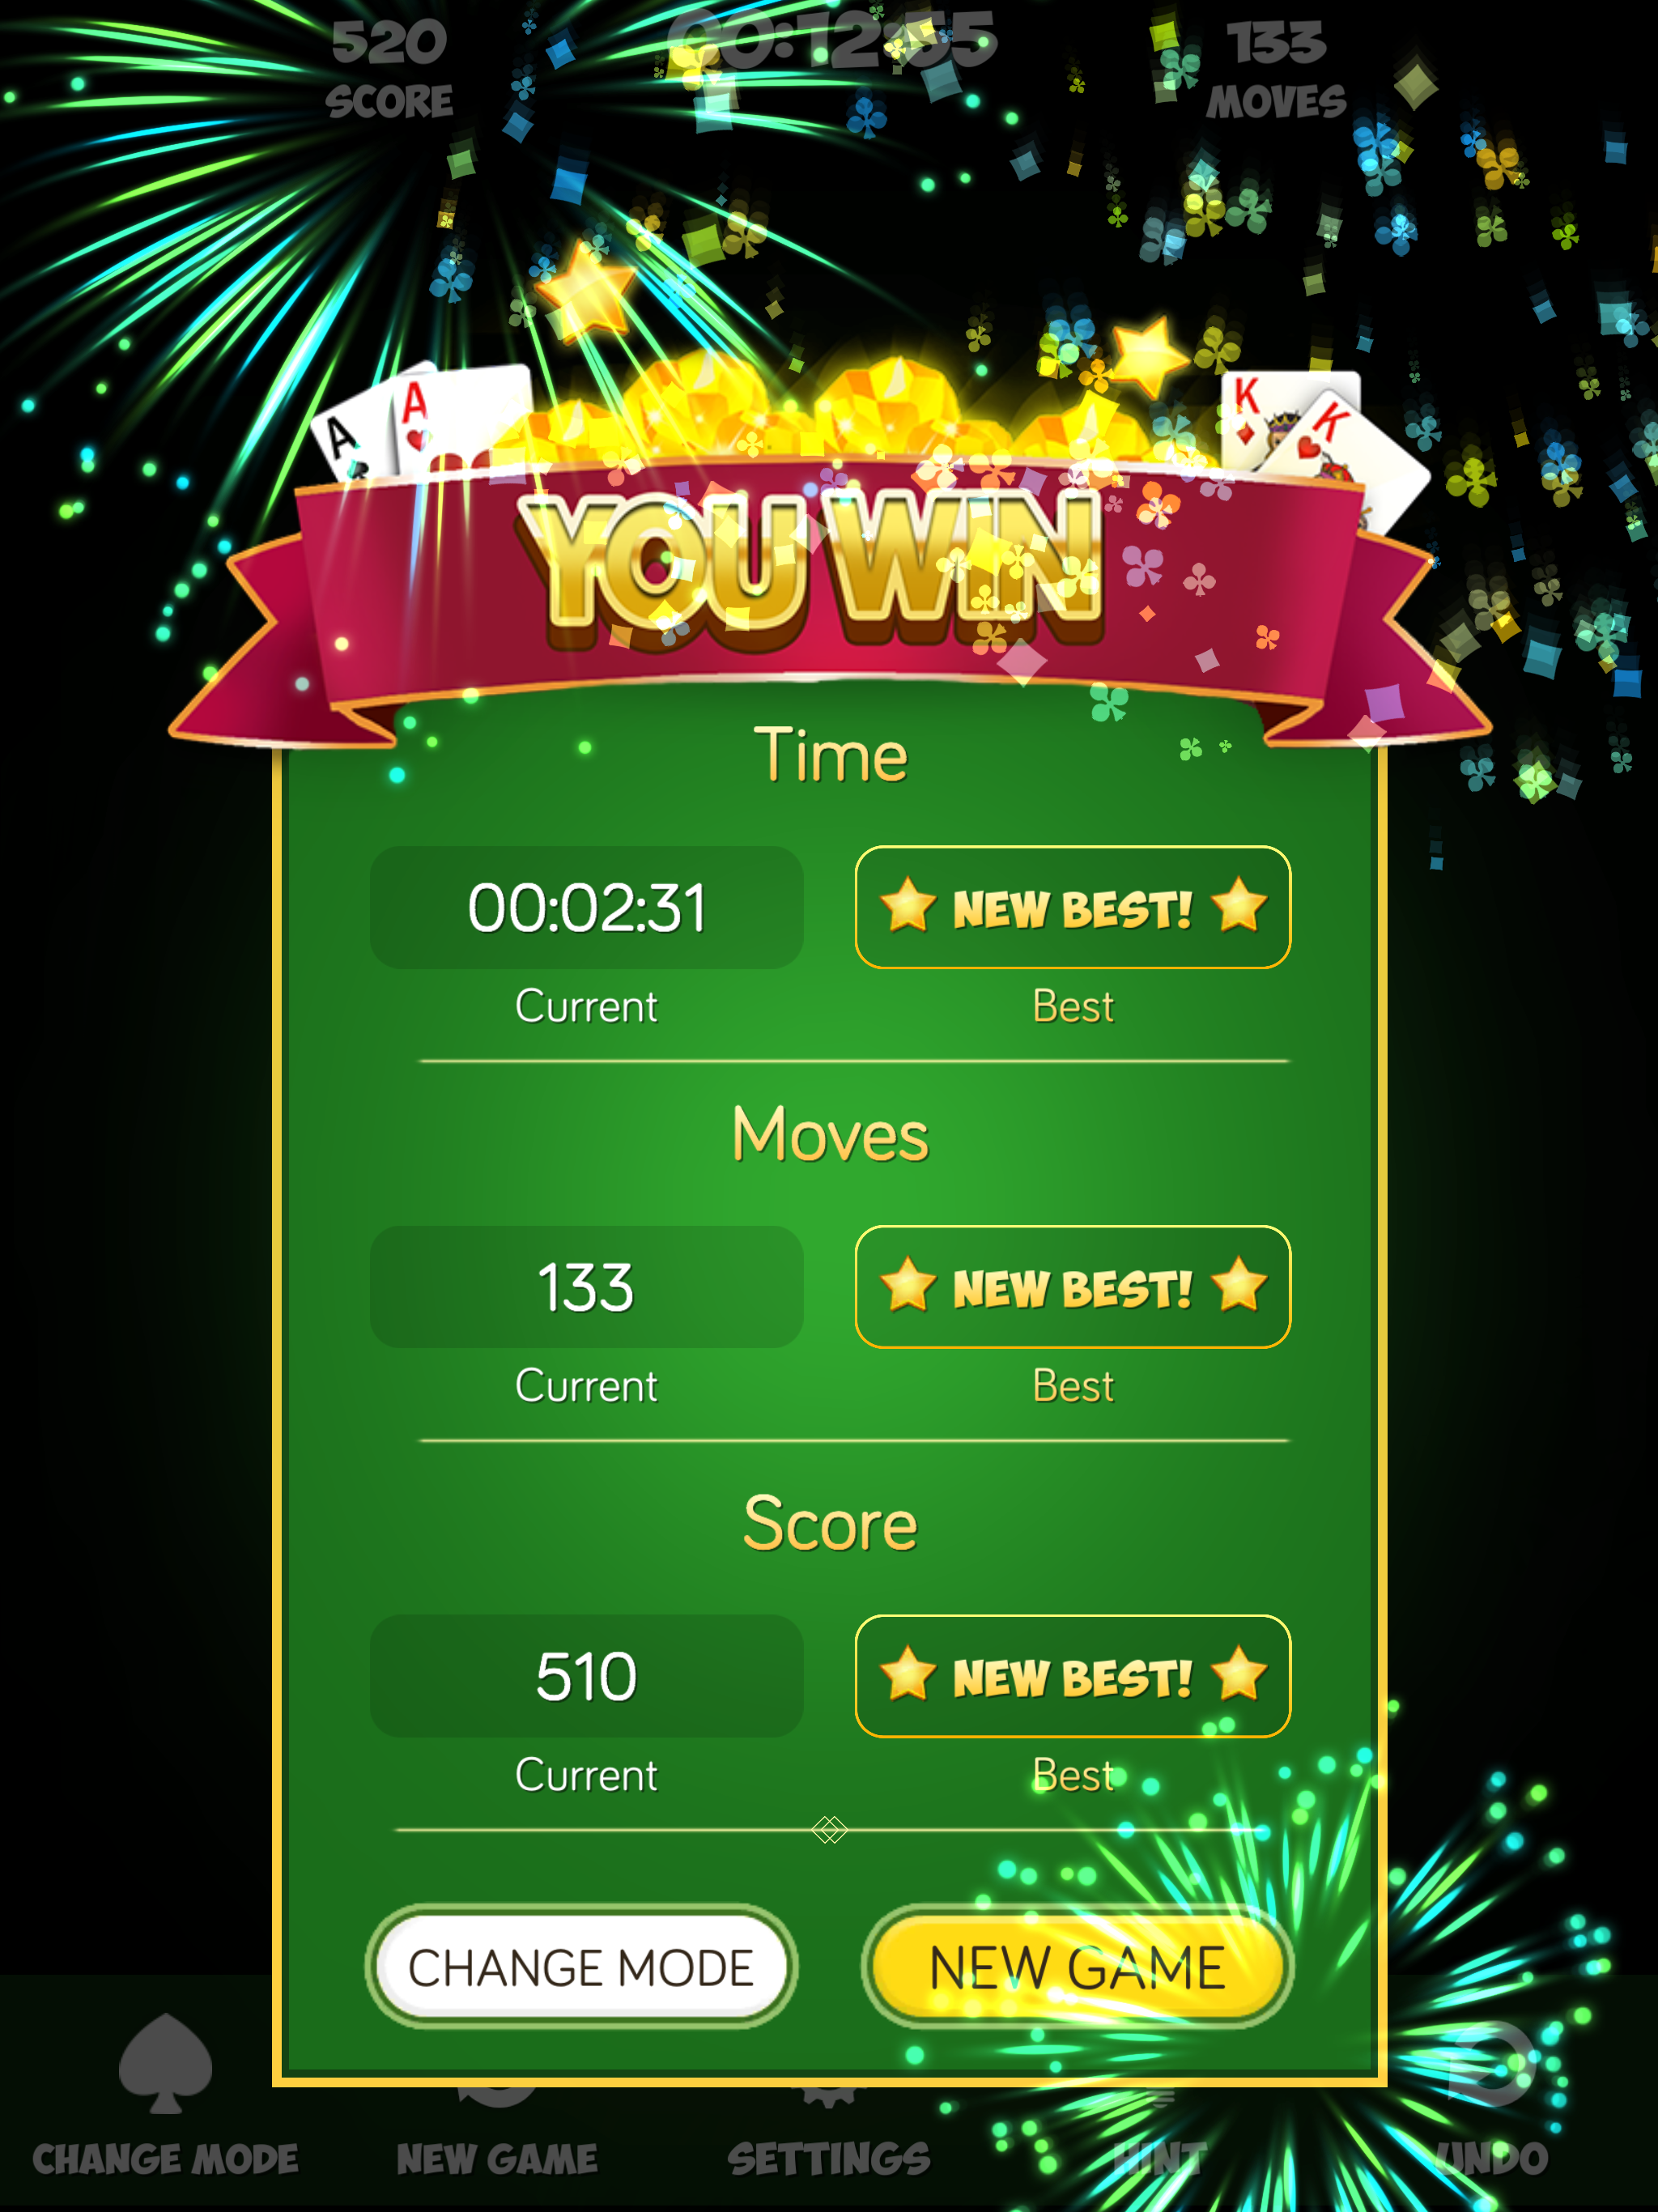 520 00:12:55 133
SCORE MOVES
A A K K
YOU WIN
Time
00:02:31 NEW BEST!
Current Best
Moves
133 NEW BEST!
Current Best
Score
510 NEW BEST!
Current Best
CHANGE MODE NEW GAME
CHANGE MODE NEW GAME SETTINGS HINT UNDO